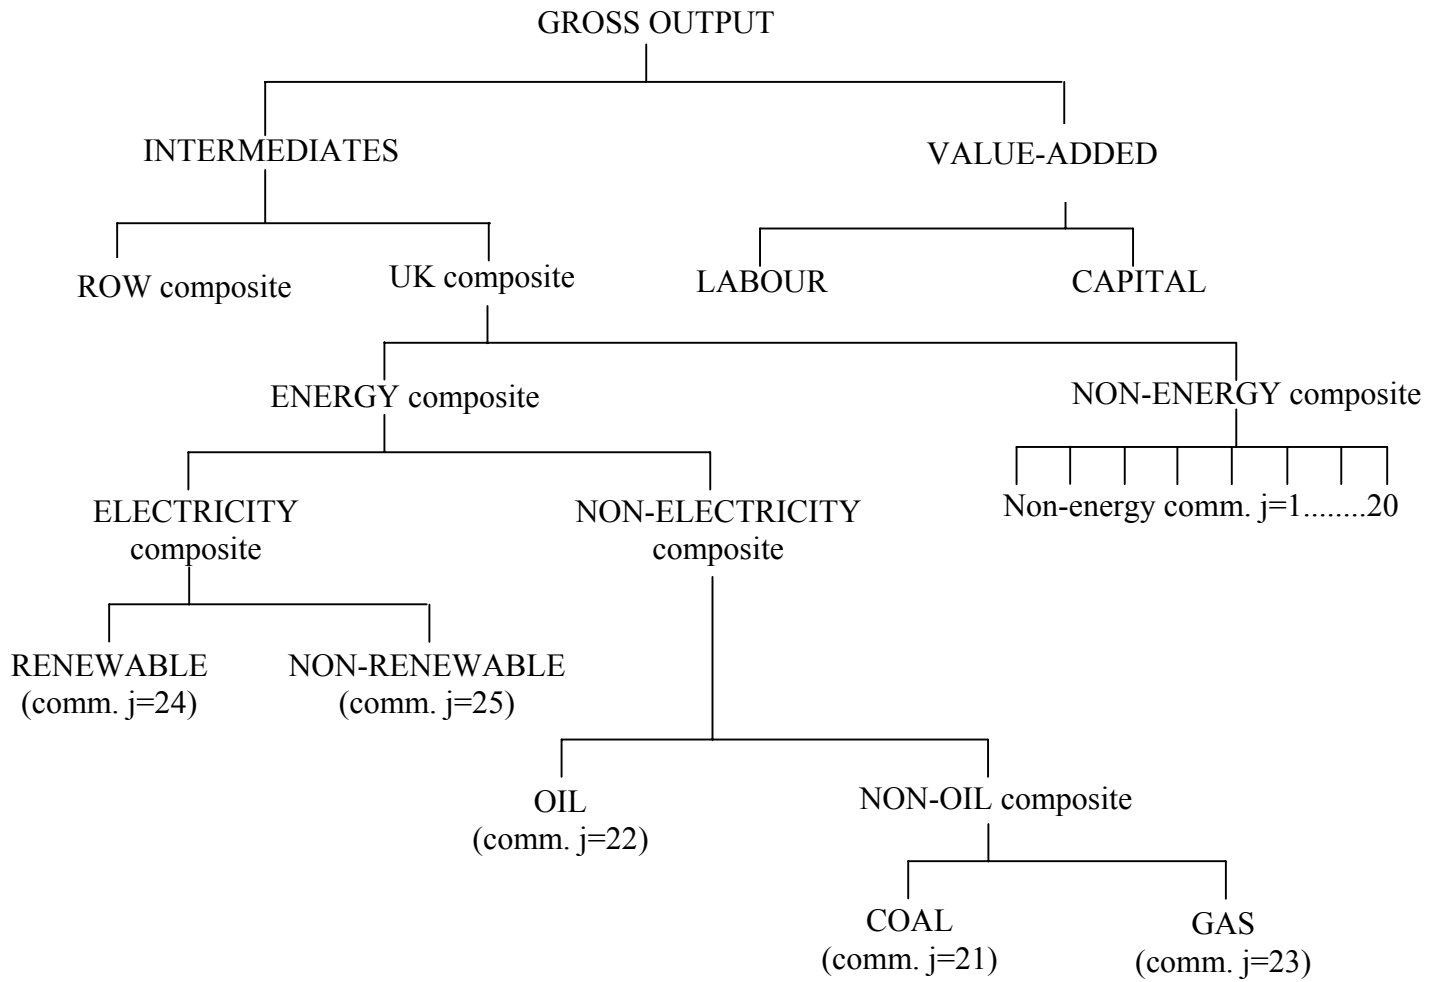 GROSS OUTPUT
INTERMEDIATES
VALUE-ADDED
ROW composite
UK composite
LABOUR
CAPITAL
ENERGY composite
NON-ENERGY composite
ELECTRICITY
composite
NON-ELECTRICITY
composite
Non-energy comm. j=1........20
RENEWABLE
(comm. j=24)
NON-RENEWABLE
(comm. j=25)
OIL
(comm. j=22)
NON-OIL composite
COAL
(comm. j=21)
GAS
(comm. j=23)